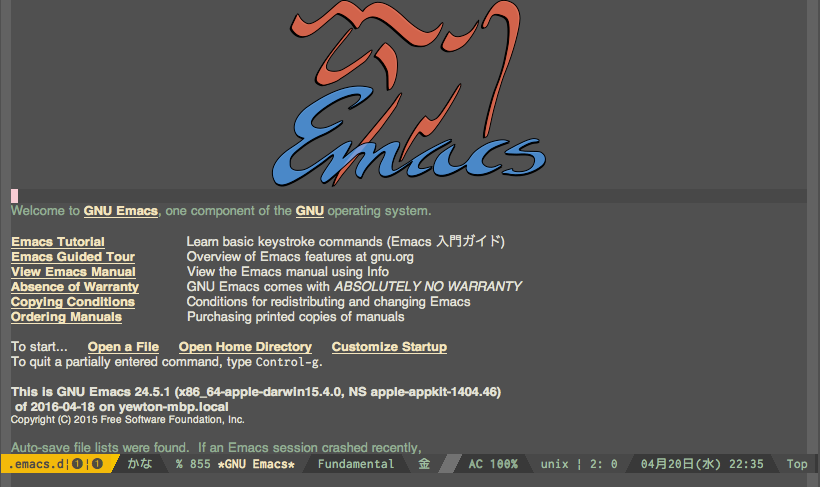 Emacs
Welcome to GNU Emacs, one component of the GNU operating system.
Emacs Tutorial Learn basic keystroke commands (Emacs 入門ガイド)
Emacs Guided Tour Overview of Emacs features at gnu.org
View Emacs Manual View the Emacs manual using Info
Absence of Warranty GNU Emacs comes with ABSOLUTELY NO WARRANTY
Copying Conditions Conditions for redistributing and changing Emacs
Ordering Manuals Purchasing printed copies of manuals
To start... Open a File Open Home Directory Customize Startup
To quit a partially entered command, type Control-g.
This is GNU Emacs 24.5.1 (x86_64-apple-darwin15.4.0, NS apple-appkit-1404.46)
of 2016-04-18 on yewton-mbp.local
Copyright (C) 2015 Free Software Foundation, Inc.
Auto-save file lists were found. If an Emacs session crashed recently,
.emacs.d¦❶¦❶ かな % 855 *GNU Emacs* Fundamental 金 AC 100% unix | 2: 0 04月20日(水) 22:35 Top